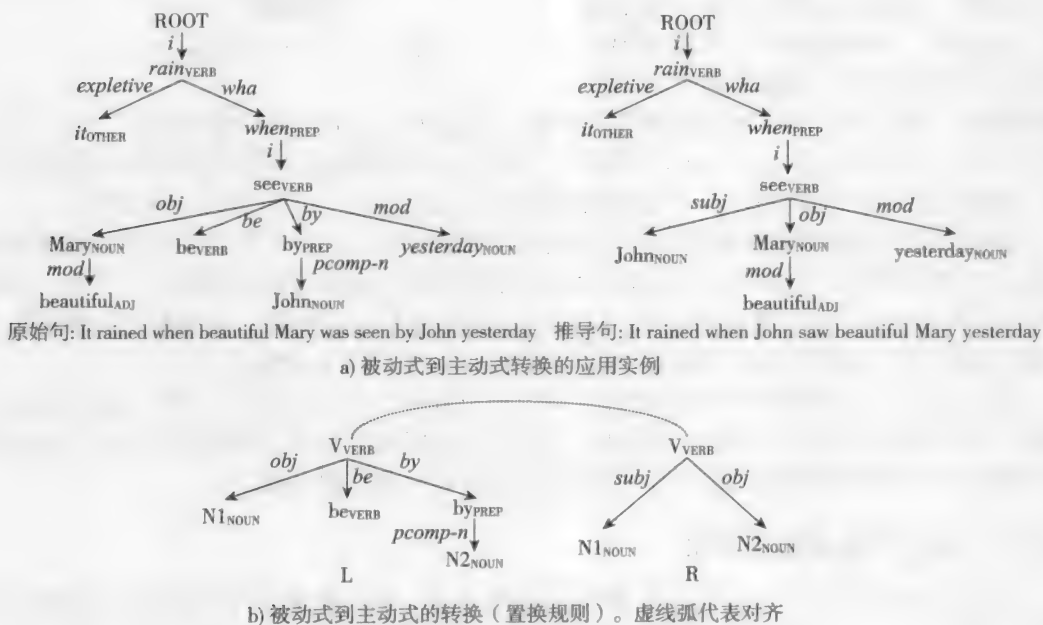 ROOT ROOT
i i
rainVERB rainVERB
expletive wha expletive wha
itOTHER whenPREP itOTHER whenPREP
i i
seeVERB seeVERB
obj be by mod subj obj mod
MaryNOUN beVERB byPREP yesterdayNOUN JohnNOUN MaryNOUN yesterdayNOUN
mod pcomp-n mod
beautifulADJ JohnNOUN beautifulADJ
原始句: It rained when beautiful Mary was seen by John yesterday 推导句: It rained when John saw beautiful Mary yesterday
a) 被动式到主动式转换的应用实例
VVERB VVERB
obj be by subj obj
N1NOUN beVERB byPREP N1NOUN N2NOUN
pcomp-n
N2NOUN
L R
b) 被动式到主动式的转换（置换规则）。虚线弧代表对齐